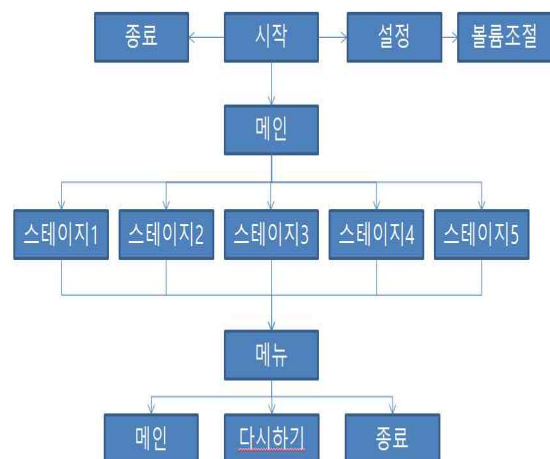 종료 시작 설정 볼륨조절
메인
스테이지1 스테이지2 스테이지3 스테이지4 스테이지5
메뉴
메인 다시하기 종료